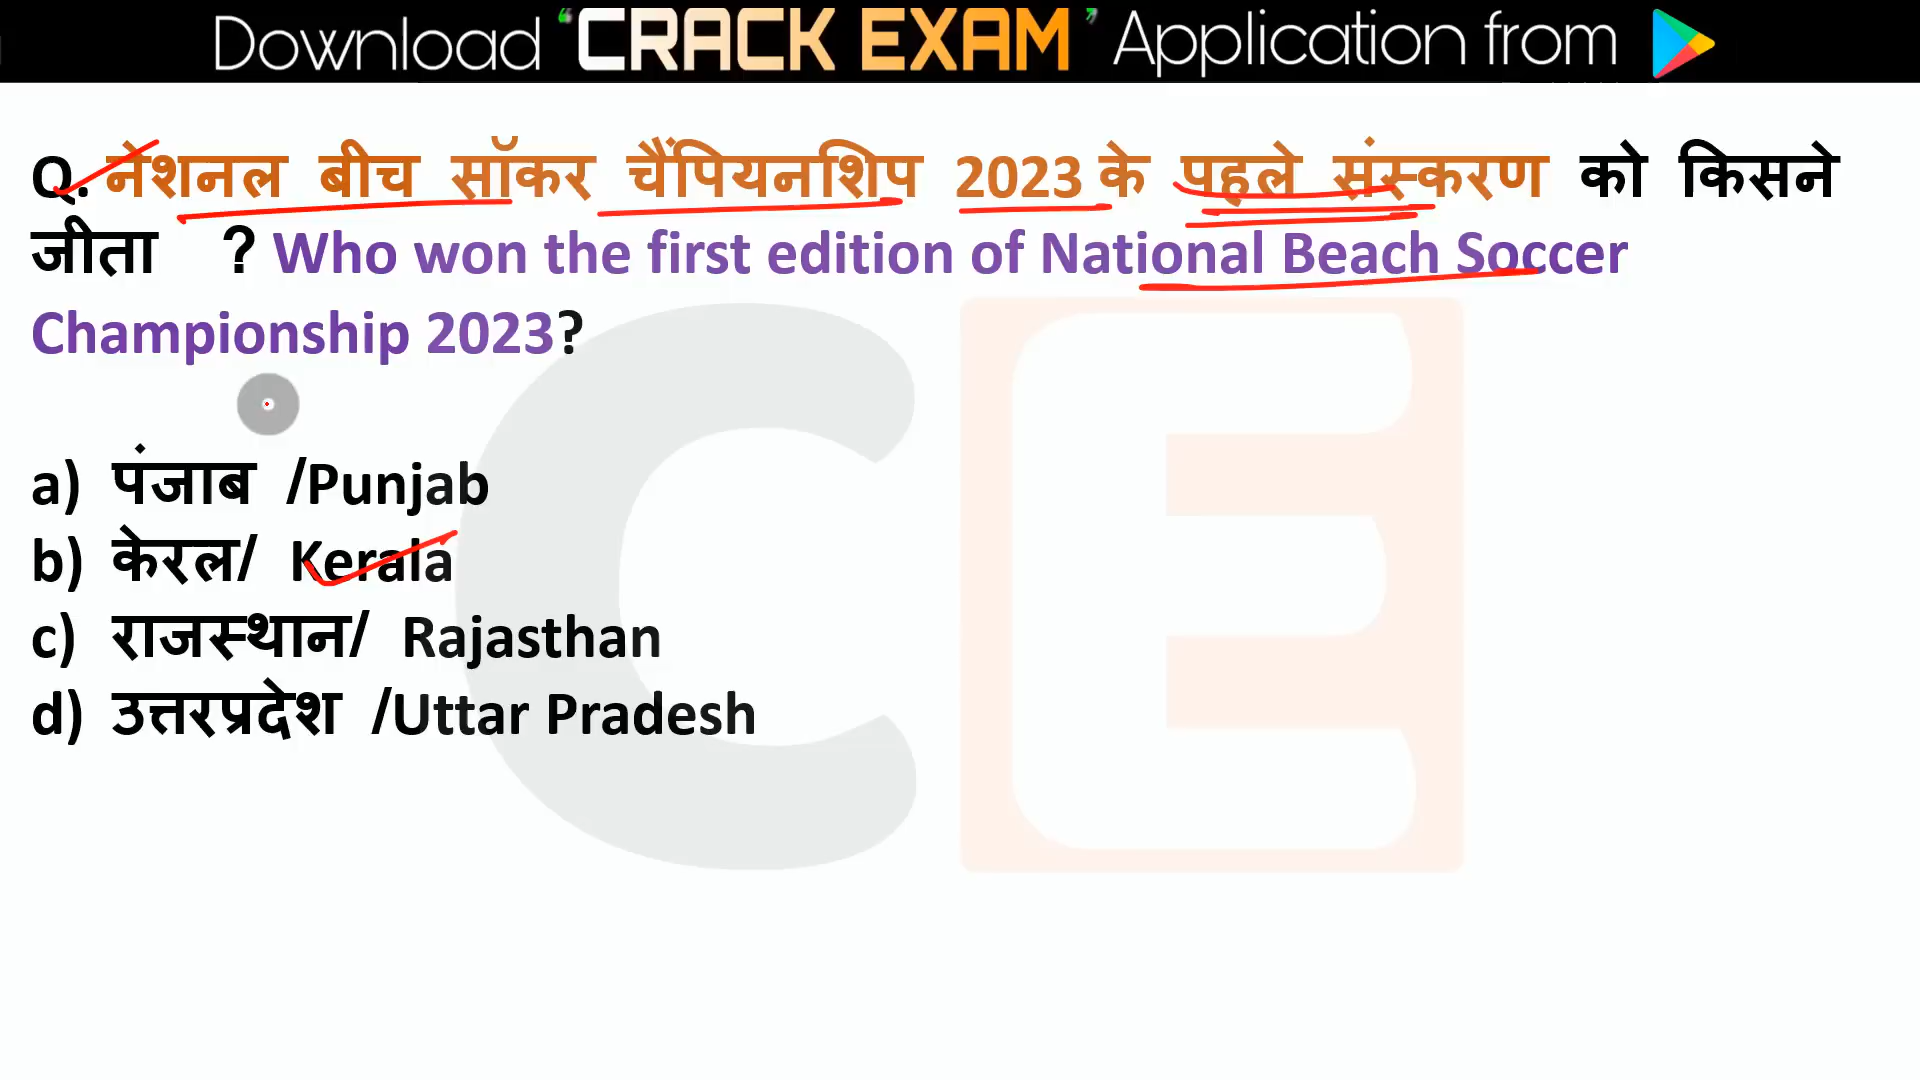 Download “CRACK EXAM” Application from
Q. नेशनल बीच सॉकर चैंपियनशिप 2023 के पहले संस्करण को किसने
जीता ? Who won the first edition of National Beach Soccer
Championship 2023?
a) पंजाब /Punjab
b) केरल/ Kerala
c) राजस्थान/ Rajasthan
d) उत्तरप्रदेश /Uttar Pradesh
CE